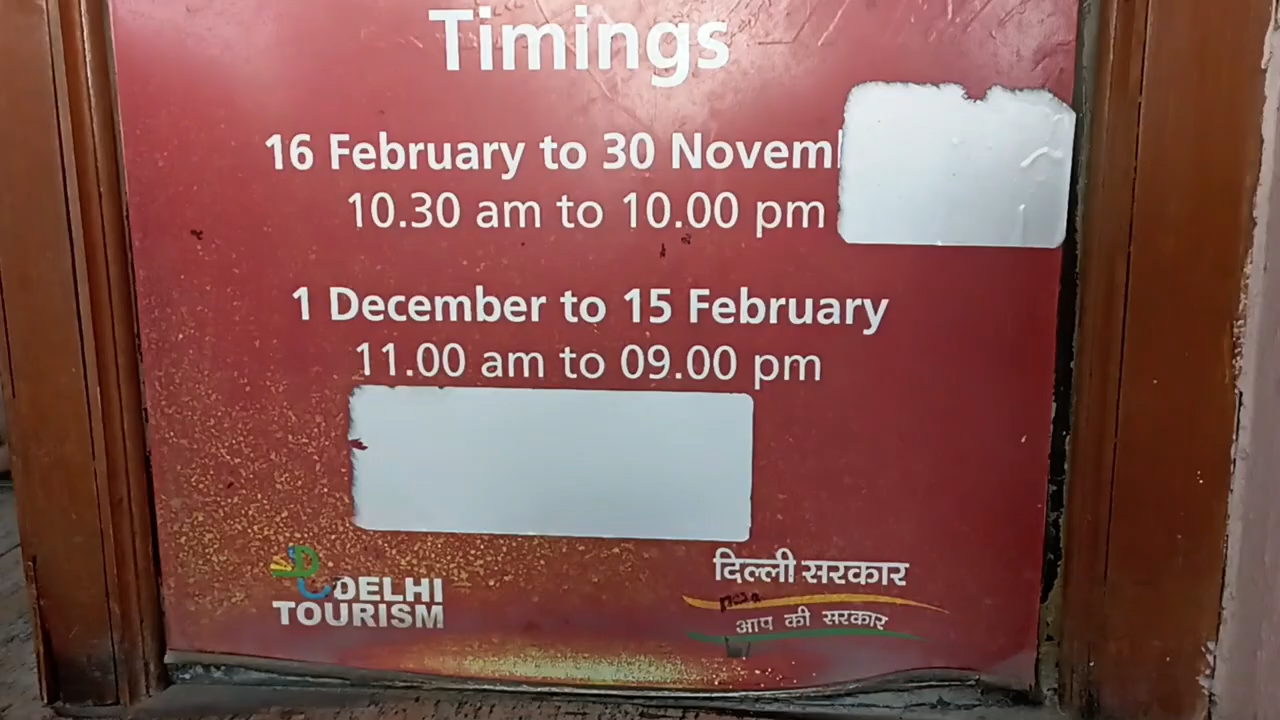 Timings
16 February to 30 Novem
10.30 am to 10.00 pm
1 December to 15 February
11.00 am to 09.00 pm
DELHI
TOURISM
दिल्ली सरकार
आप की सरकार